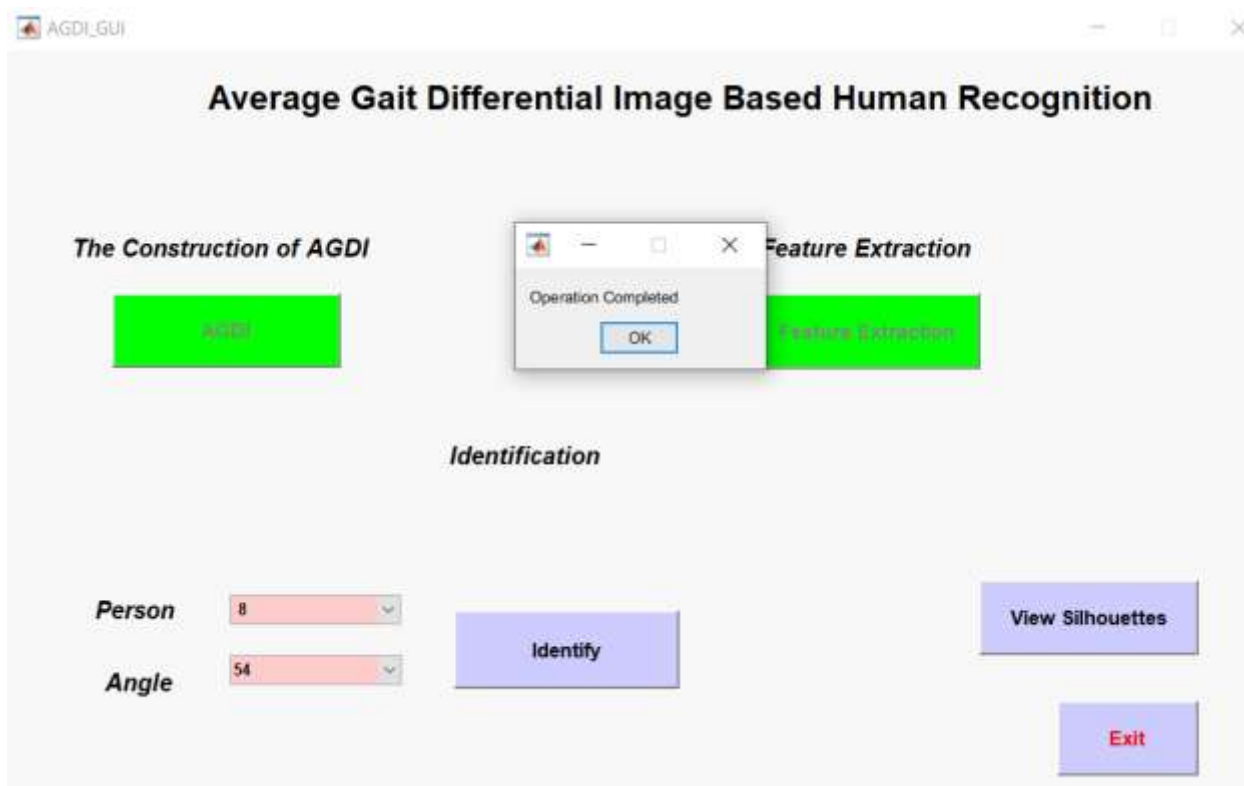 AGDI_GUI
Average Gait Differential Image Based Human Recognition
The Construction of AGDI
Feature Extraction
Operation Completed
OK
AGDI
Feature Extraction
Identification
Person
8
Angle
54
Identify
View Silhouettes
Exit